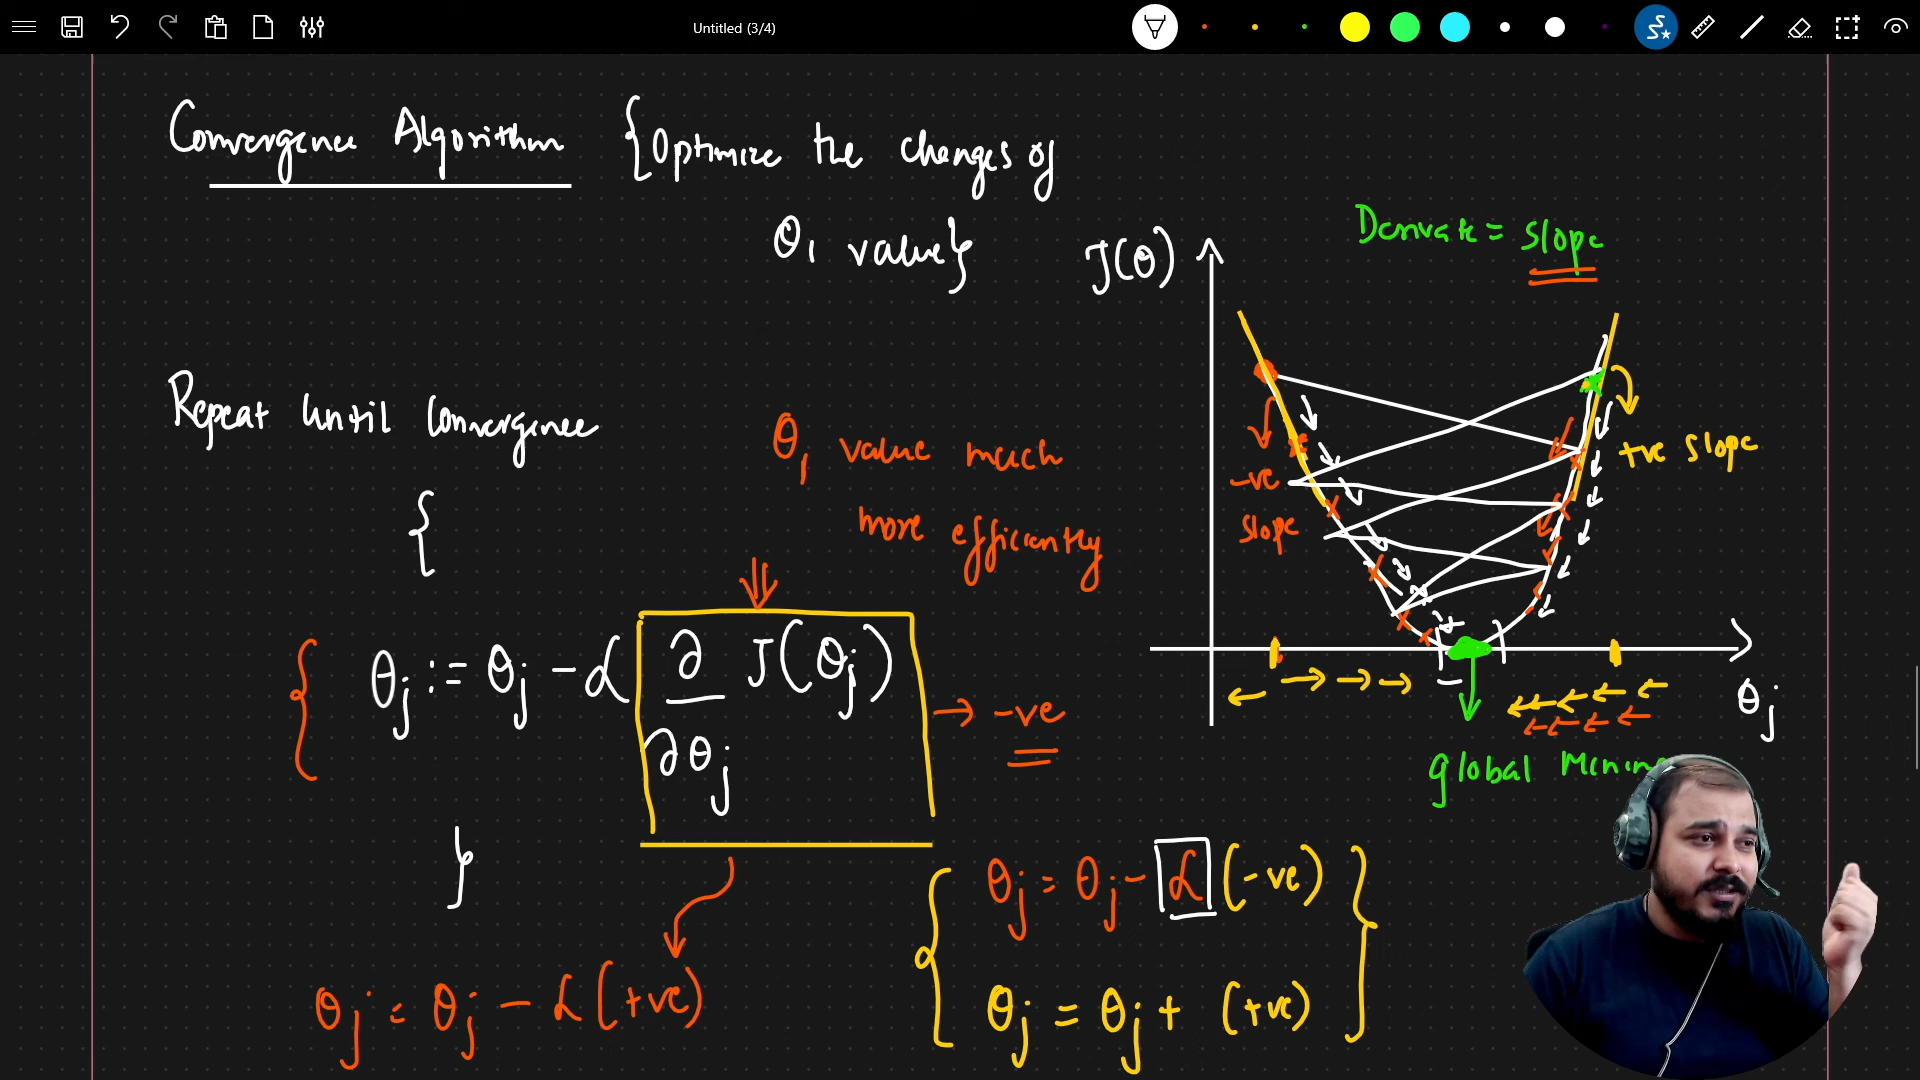 Untitled (3/4)
Convergence Algorithm {Optimize the changes of
θ1 value}
J(θ)
Derivate = slope
Repeat Until Convergence
{
θ1 value much
more efficiently
-ve
slope
+ve slope
{ θj := θj - α ∂/∂θj J(θj) → -ve
+
-
θj
global
}
{ θj = θj - α (-ve) }
θj = θj - α (+ve)
θj = θj + (+ve)